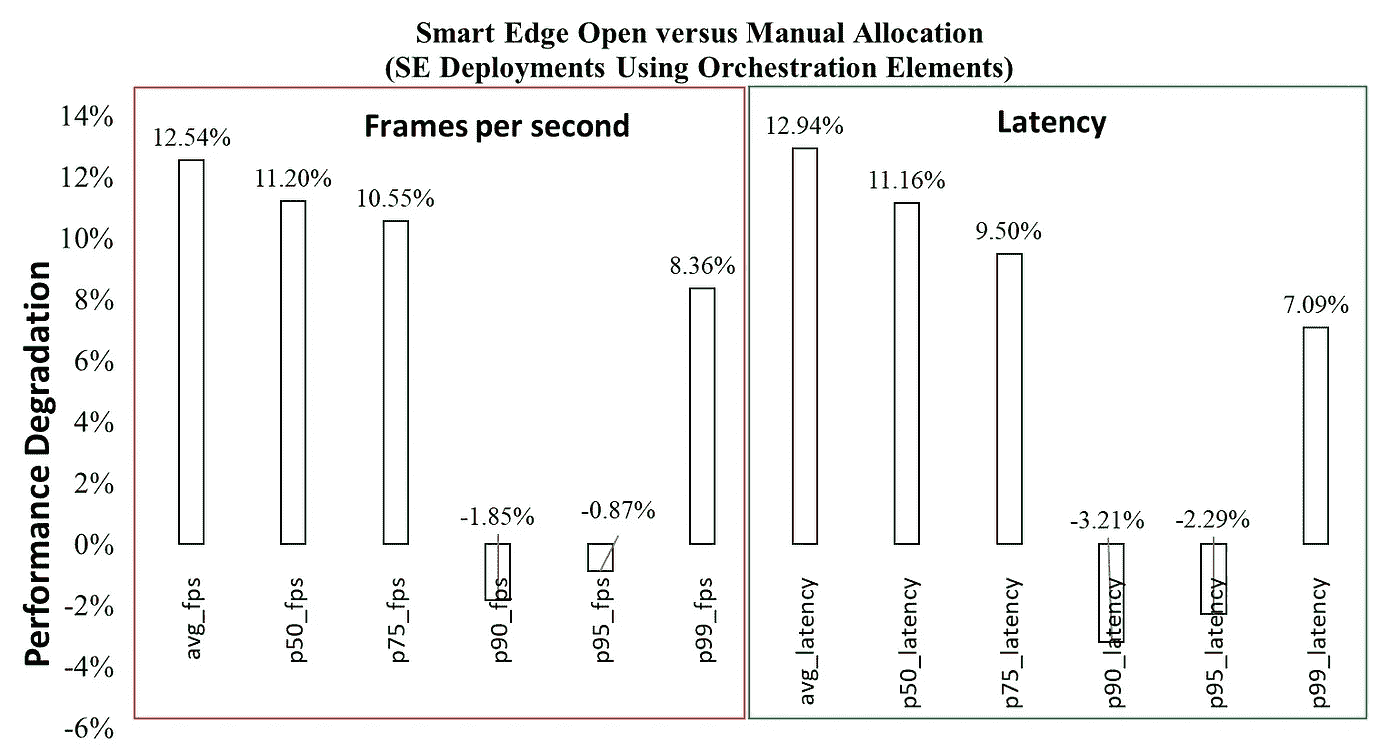 Smart Edge Open versus Manual Allocation
(SE Deployments Using Orchestration Elements)
Performance Degradation
14%
12%
10%
8%
6%
4%
2%
0%
-2%
-4%
-6%
Frames per second
12.54%
11.20%
10.55%
-1.85%
-0.87%
8.36%
avg_fps
p50_fps
p75_fps
p90_fps
p95_fps
p99_fps
Latency
12.94%
11.16%
9.50%
-3.21%
-2.29%
7.09%
avg_latency
p50_latency
p75_latency
p90_latency
p95_latency
p99_latency